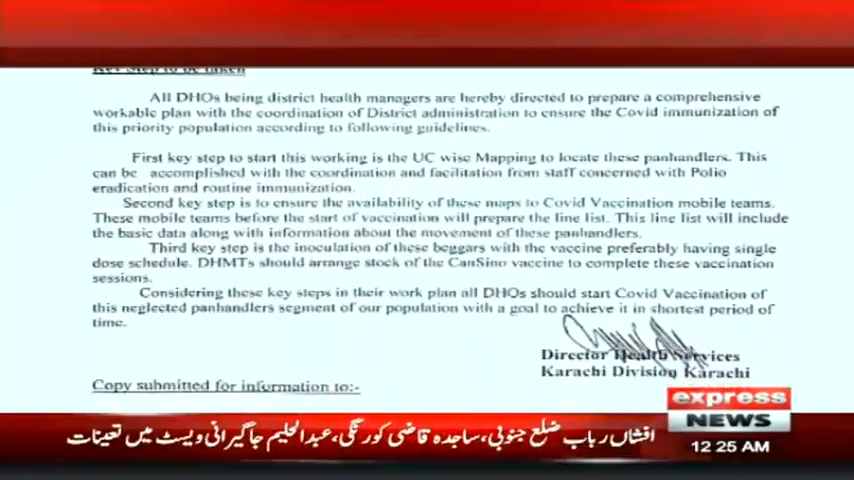 Key Step to be taken
All DHOs being district health managers are hereby directed to prepare a comprehensive
workable plan with the coordination of District administration to ensure the Covid immunization of
this priority population according to following guidelines.
First key step to start this working is the UC wise Mapping to locate these panhandlers. This
can be accomplished with the coordination and facilitation from staff concerned with Polio
eradication and routine immunization.
Second key step is to ensure the availability of these maps to Covid Vaccination mobile teams.
These mobile teams before the start of vaccination will prepare the line list. This line list will include
the basic data along with information about the movement of these panhandlers.
Third key step is the inoculation of these beggars with the vaccine preferably having single
dose schedule. DHMTs should arrange stock of the CanSino vaccine to complete these vaccination
sessions.
Considering these key steps in their work plan all DHOs should start Covid Vaccination of
this neglected panhandlers segment of our population with a goal to achieve it in shortest period of
time.
Director Health Services
Karachi Division Karachi
Copy submitted for information to:-
express
NEWS
افشاں رباب ضلع جنوبی، ساجدہ قاضی کورنگی، عبدالحلیم جاگیرانی ویسٹ میں تعینات
12:25 AM